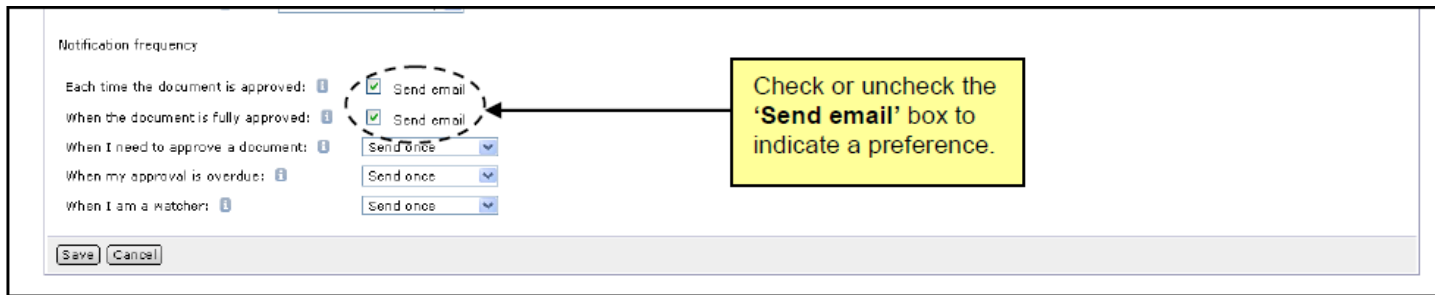 Notification frequency
Each time the document is approved: Send email
When the document is fully approved: Send email
When I need to approve a document: Send once
When my approval is overdue: Send once
When I am a watcher: Send once
Save Cancel
Check or uncheck the
‘Send email’ box to
indicate a preference.